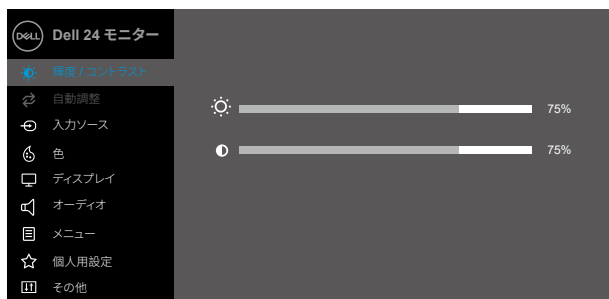 DELL
Dell 24 モニター
輝度 / コントラスト
自動調整
入力ソース
色
ディスプレイ
オーディオ
メニュー
個人用設定
その他
75%
75%